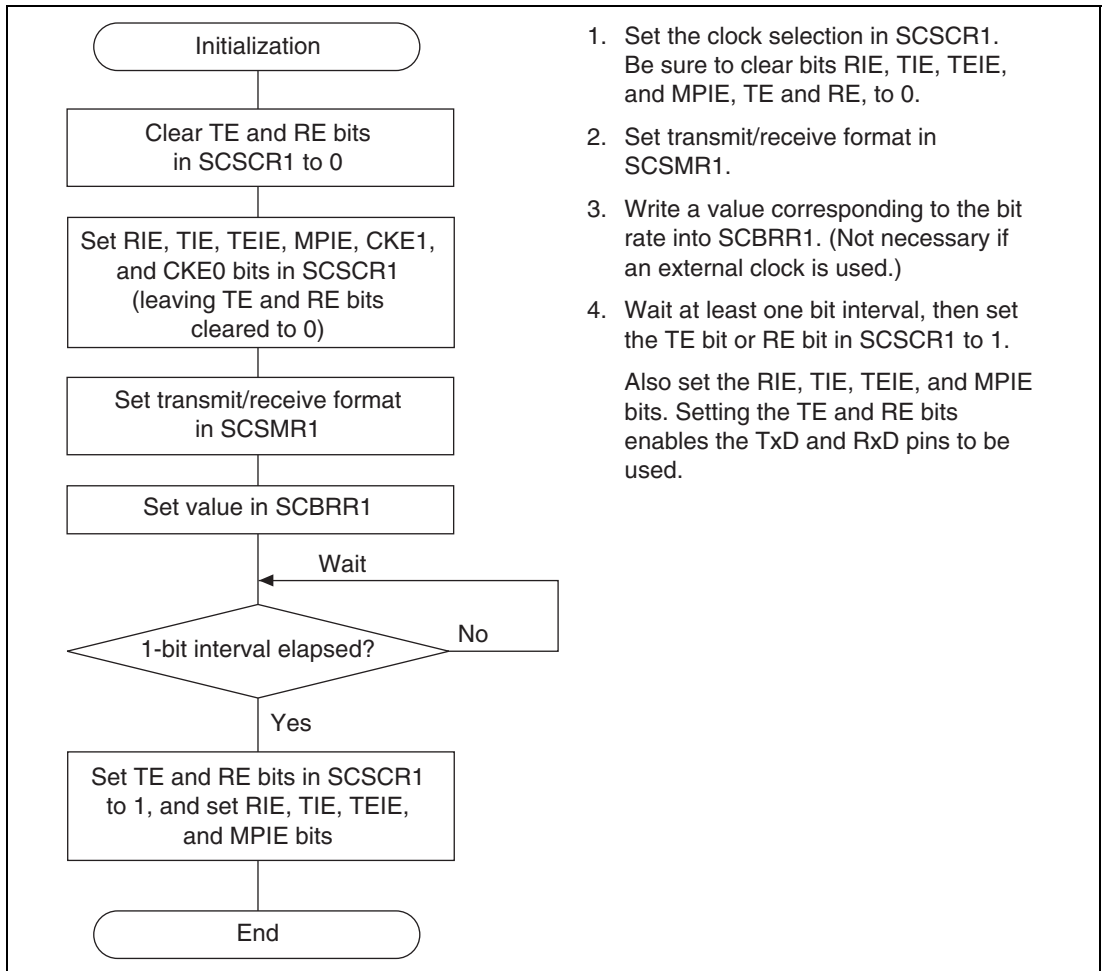 Initialization
Clear TE and RE bits
in SCSCR1 to 0
Set RIE, TIE, TEIE, MPIE, CKE1,
and CKE0 bits in SCSCR1
(leaving TE and RE bits
cleared to 0)
Set transmit/receive format
in SCSMR1
Set value in SCBRR1
Wait
1-bit interval elapsed?
No
Yes
Set TE and RE bits in SCSCR1
to 1, and set RIE, TIE, TEIE,
and MPIE bits
End
1. Set the clock selection in SCSCR1.
Be sure to clear bits RIE, TIE, TEIE,
and MPIE, TE and RE, to 0.
2. Set transmit/receive format in
SCSMR1.
3. Write a value corresponding to the bit
rate into SCBRR1. (Not necessary if
an external clock is used.)
4. Wait at least one bit interval, then set
the TE bit or RE bit in SCSCR1 to 1.
Also set the RIE, TIE, TEIE, and MPIE
bits. Setting the TE and RE bits
enables the TxD and RxD pins to be
used.